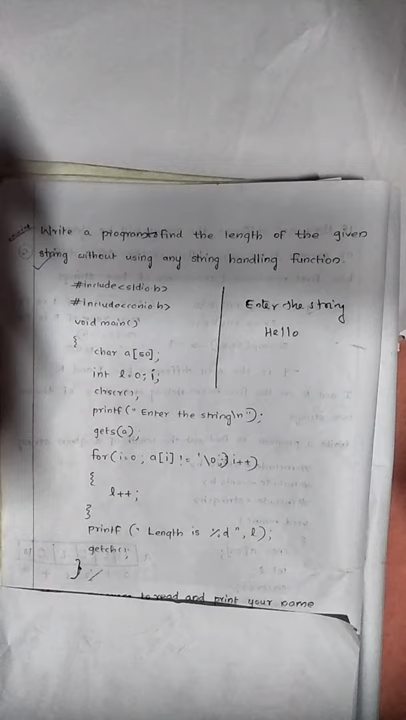 Write a program to find the length of the given
string without using any string handling function.
#include<stdio.h>
#include<conio.h>
void main()
{
char a[50];
int l=0,i;
clrscr();
printf("Enter the string\n");
gets(a);
for(i=0; a[i]!='\0';i++)
{
l++;
}
printf("Length is %d", l);
getch();
}
Enter the string
Hello
to read and print your name